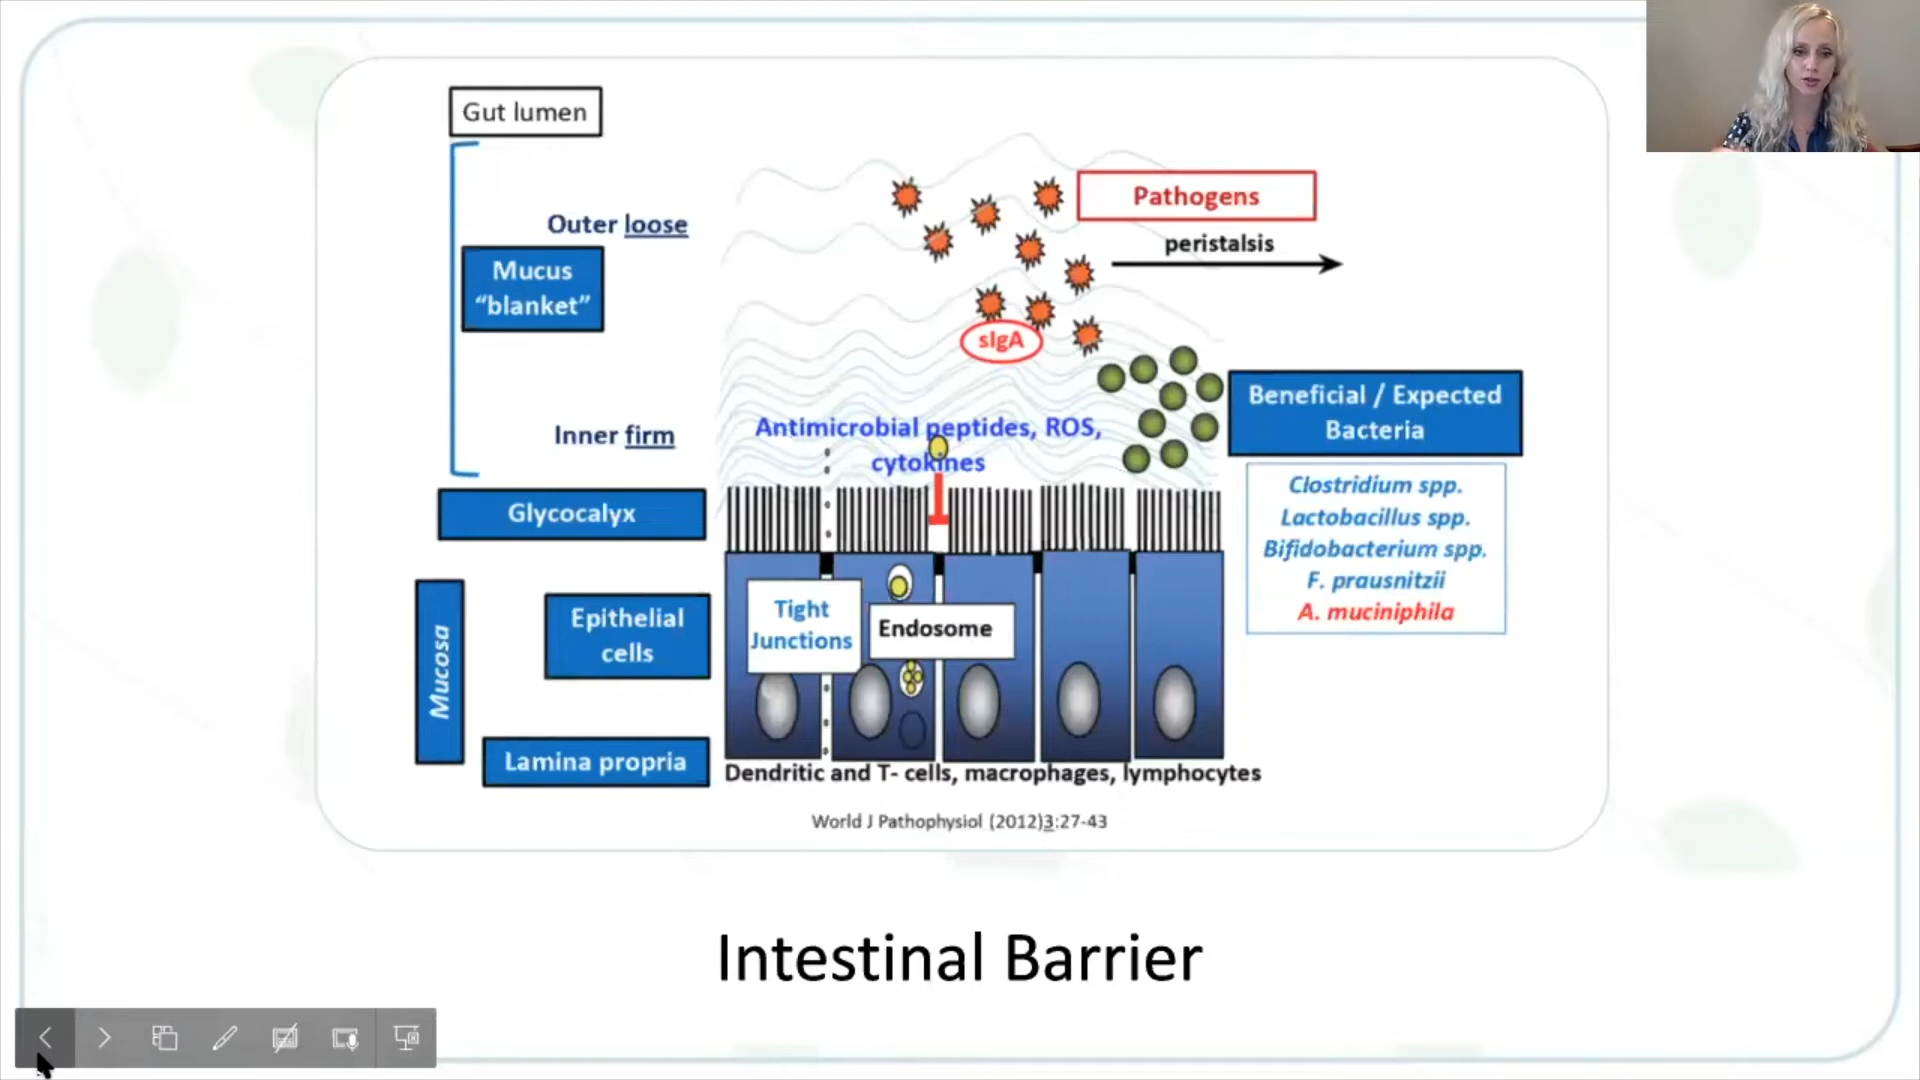 Gut lumen
Outer loose
Mucus
“blanket”
Inner firm
Glycocalyx
Mucosa
Epithelial
cells
Lamina propria
Pathogens
peristalsis
sIgA
Antimicrobial peptides, ROS,
cytokines
Beneficial / Expected
Bacteria
Clostridium spp.
Lactobacillus spp.
Bifidobacterium spp.
F. prausnitzii
A. muciniphila
Tight
Junctions
Endosome
Dendritic and T- cells, macrophages, lymphocytes
World J Pathophysiol (2012)3:27-43
Intestinal Barrier